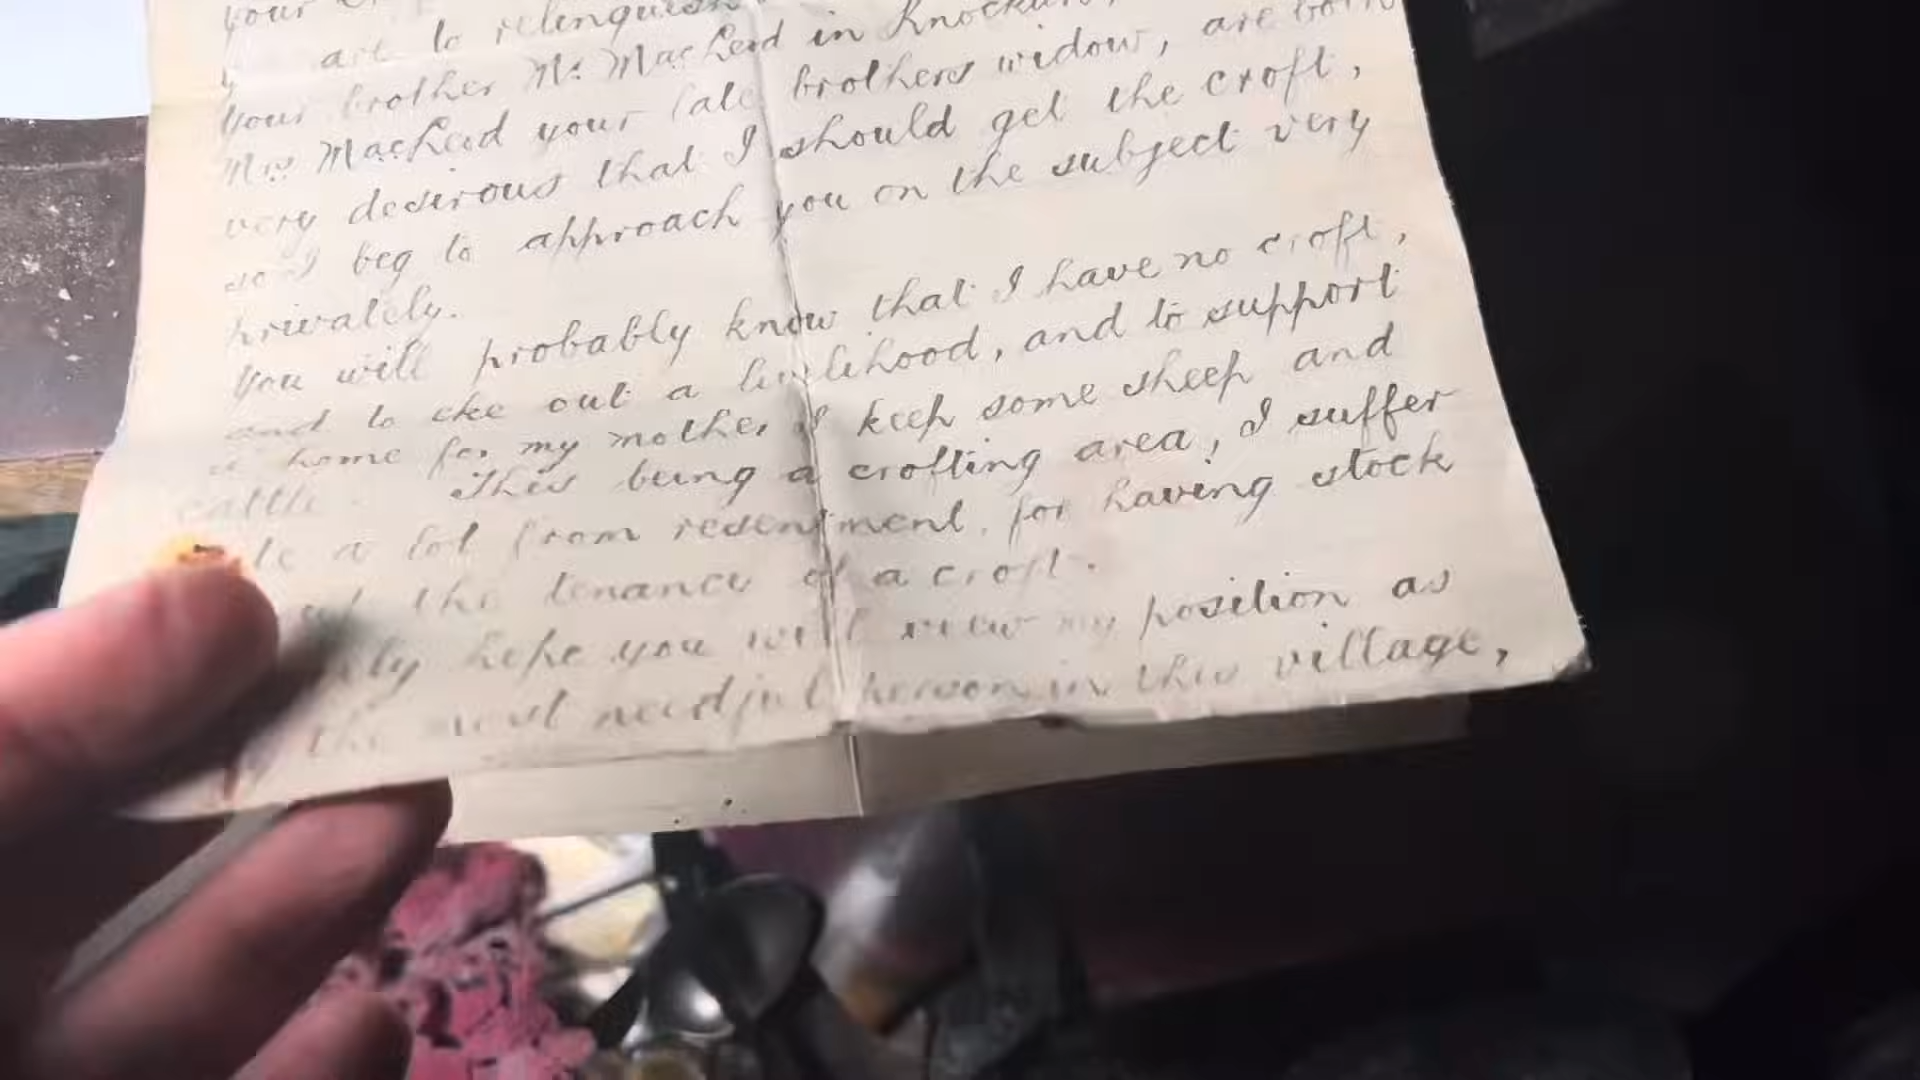 your
are to relinquish
your brother Mr. MacLeod in Knockan,
Mrs MacLeod your late brothers widow, are both
very desirous that I should get the croft,
so I beg to approach you on the subject very
privately.
You will probably know that I have no croft,
and to eke out a livelihood, and to support
a home for my mother I keep some sheep and
cattle. This being a crofting area, I suffer
a lot from resentment, for having stock
the tenancy of a croft.
hope you will view my position as
the most needful person in this village,